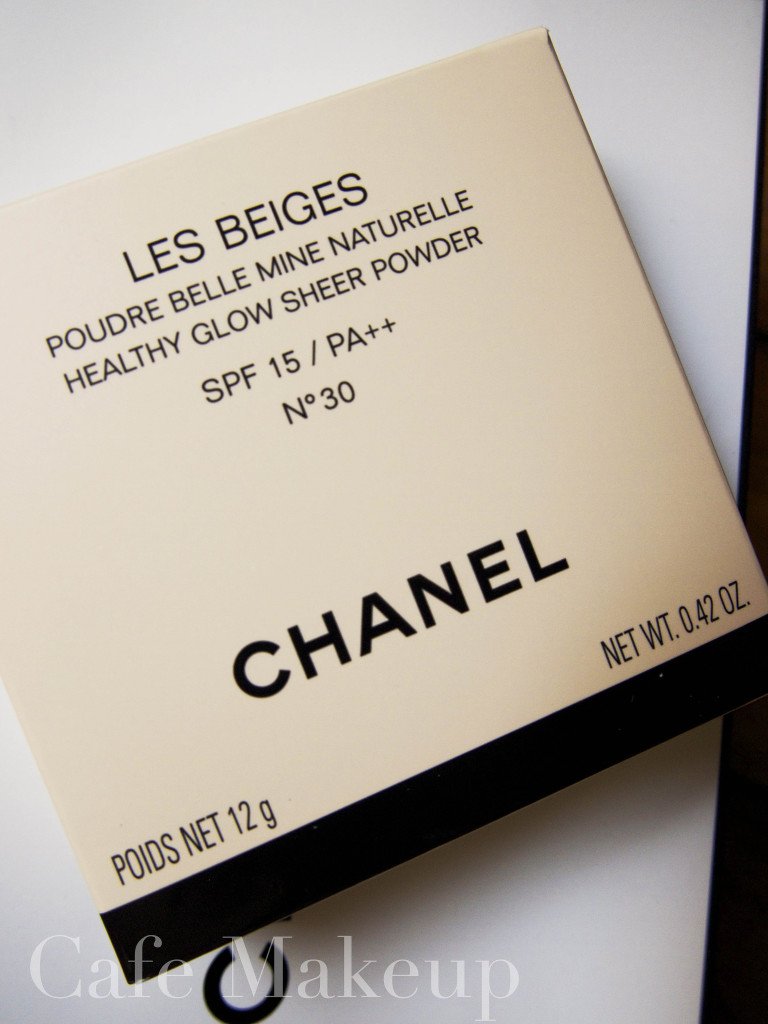 LES BEIGES
POUDRE BELLE MINE NATURELLE
HEALTHY GLOW SHEER POWDER
SPF 15 / PA++
N°30
CHANEL
NET WT. 0.42 OZ.
POIDS NET 12 g
Cafe Makeup